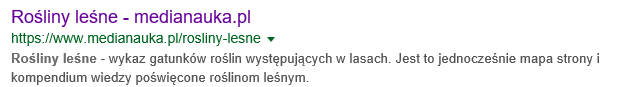 Rośliny leśne - medianauka.pl
https://www.medianauka.pl/rosliny-lesne
Rośliny leśne - wykaz gatunków roślin występujących w lasach. Jest to jednocześnie mapa strony i
kompendium wiedzy poświęcone roślinom leśnym.